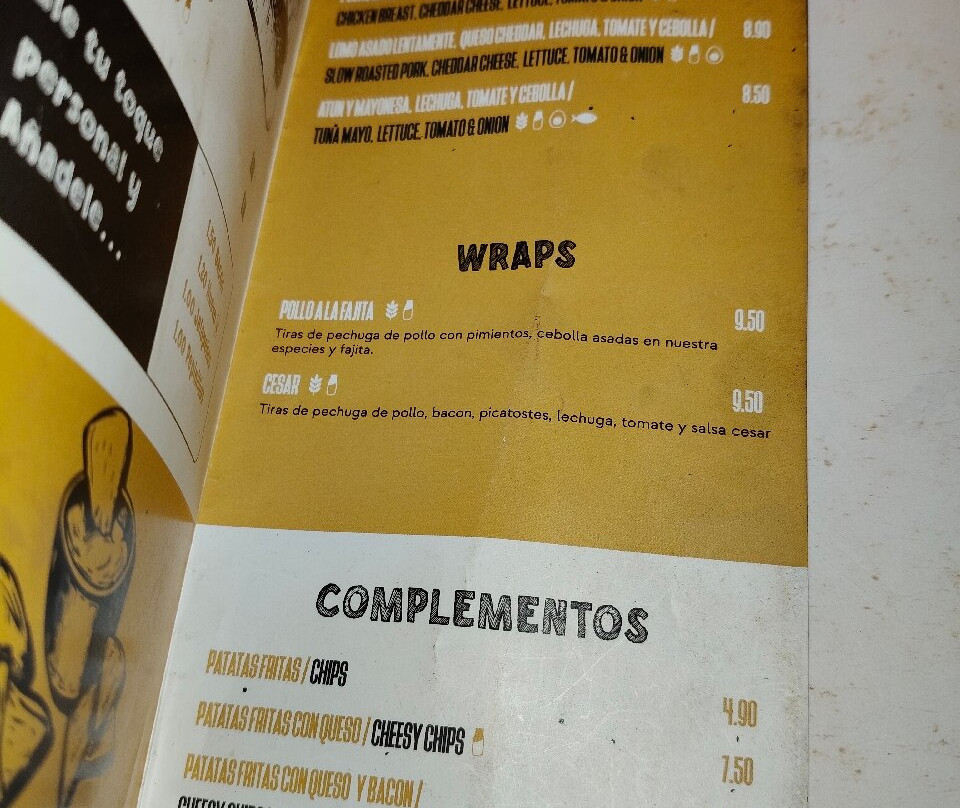 tu toque
personal y
Añadele...
CHICKEN BREAST, CHEDDAR CHEESE, LETTUCE, TOMATO & ONION
LOMO ASADO LENTAMENTE, QUESO CHEDDAR, LECHUGA, TOMATE Y CEBOLLA / 8.90
SLOW ROASTED PORK, CHEDDAR CHEESE, LETTUCE, TOMATO & ONION
ATUN Y MAYONESA, LECHUGA, TOMATE Y CEBOLLA / 8.50
TUNA MAYO, LETTUCE, TOMATO & ONION
WRAPS
POLLO A LA FAJITA 9.50
Tiras de pechuga de pollo con pimientos, cebolla asadas en nuestra
especies y fajita.
CESAR 9.50
Tiras de pechuga de pollo, bacon, picatostes, lechuga, tomate y salsa cesar
COMPLEMENTOS
PATATAS FRITAS / CHIPS 4.90
PATATAS FRITAS CON QUESO / CHEESY CHIPS 7.50
PATATAS FRITAS CON QUESO Y BACON /
CHEESY CHIPS